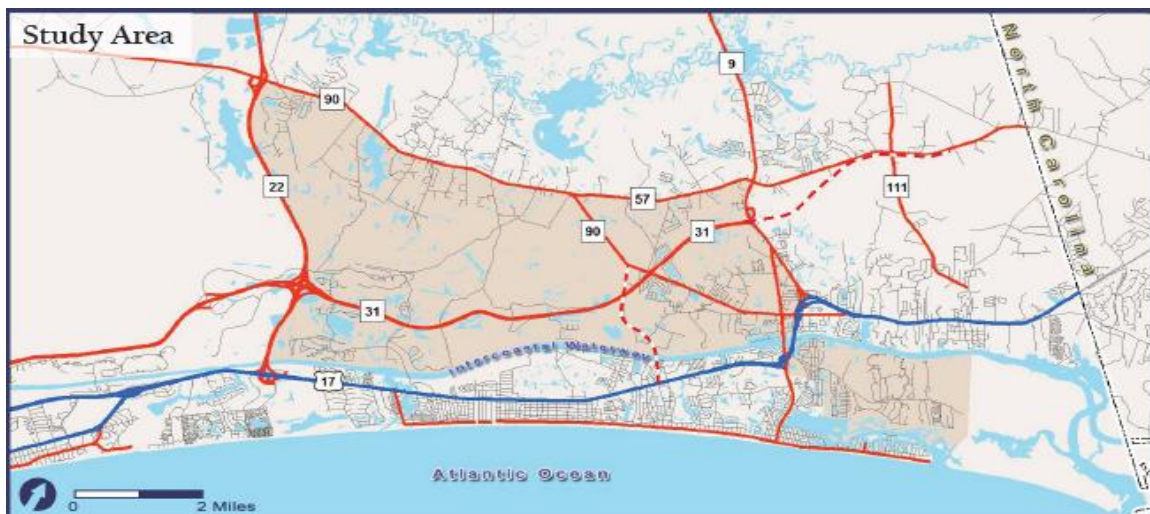 Study Area
90
9
North Carolina
22
57
111
90
31
31
Intercoastal Waterway
17
Atlantic Ocean
0
2 Miles